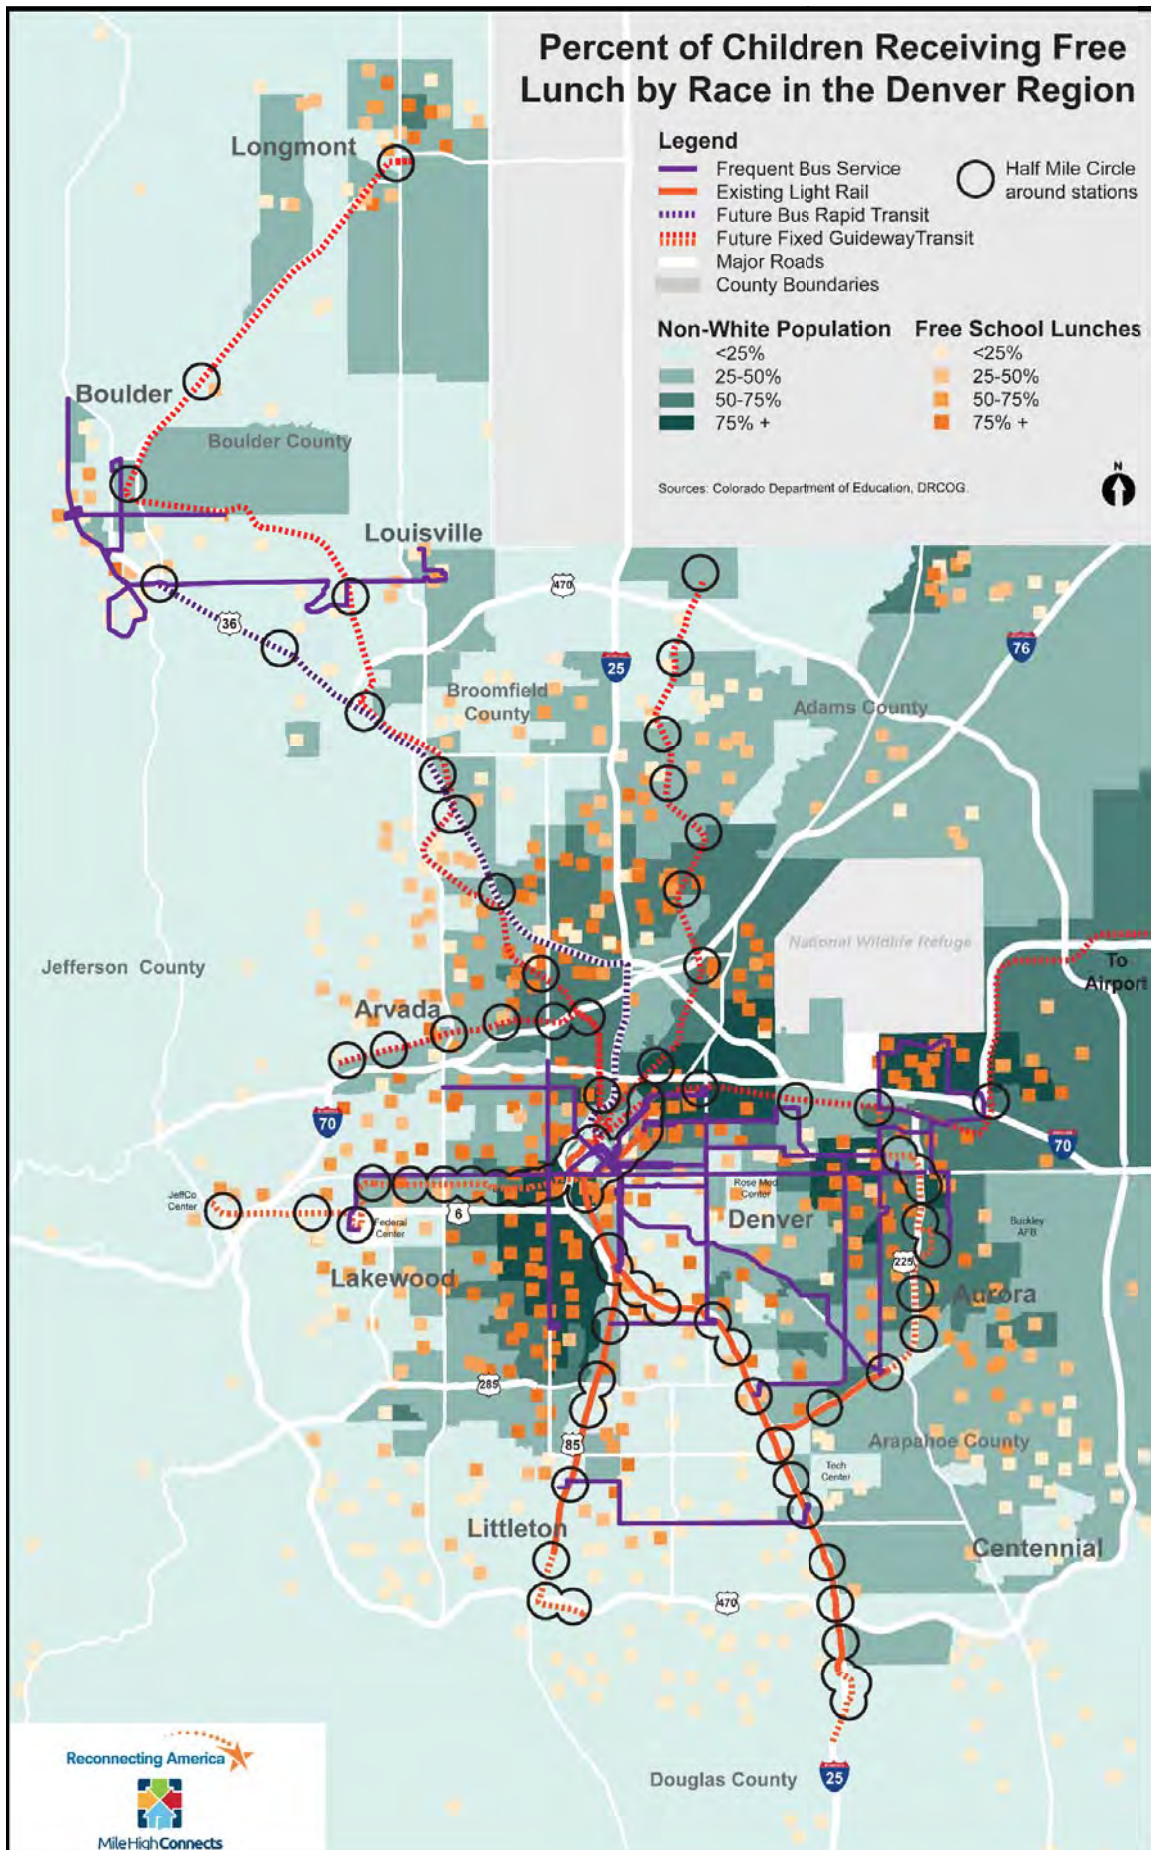 Percent of Children Receiving Free
Lunch by Race in the Denver Region
Legend
Frequent Bus Service
Existing Light Rail
Future Bus Rapid Transit
Future Fixed GuidewayTransit
Major Roads
County Boundaries
Half Mile Circle
around stations
Non-White Population
<25%
25-50%
50-75%
75% +
Free School Lunches
<25%
25-50%
50-75%
75% +
Sources: Colorado Department of Education, DRCOG.
N
Longmont
Boulder
Boulder County
Louisville
470
36
25
76
Broomfield
County
Adams County
National Wildlife Refuge
Jefferson County
To
Airport
Arvada
70
70
JeffCo
Center
Federal
Center
6
Rose Med
Center
Denver
Buckley
AFB
225
Lakewood
Aurora
285
85
Arapahoe County
Tech
Center
Littleton
Centennial
470
Douglas County
25
Reconnecting America
MileHighConnects